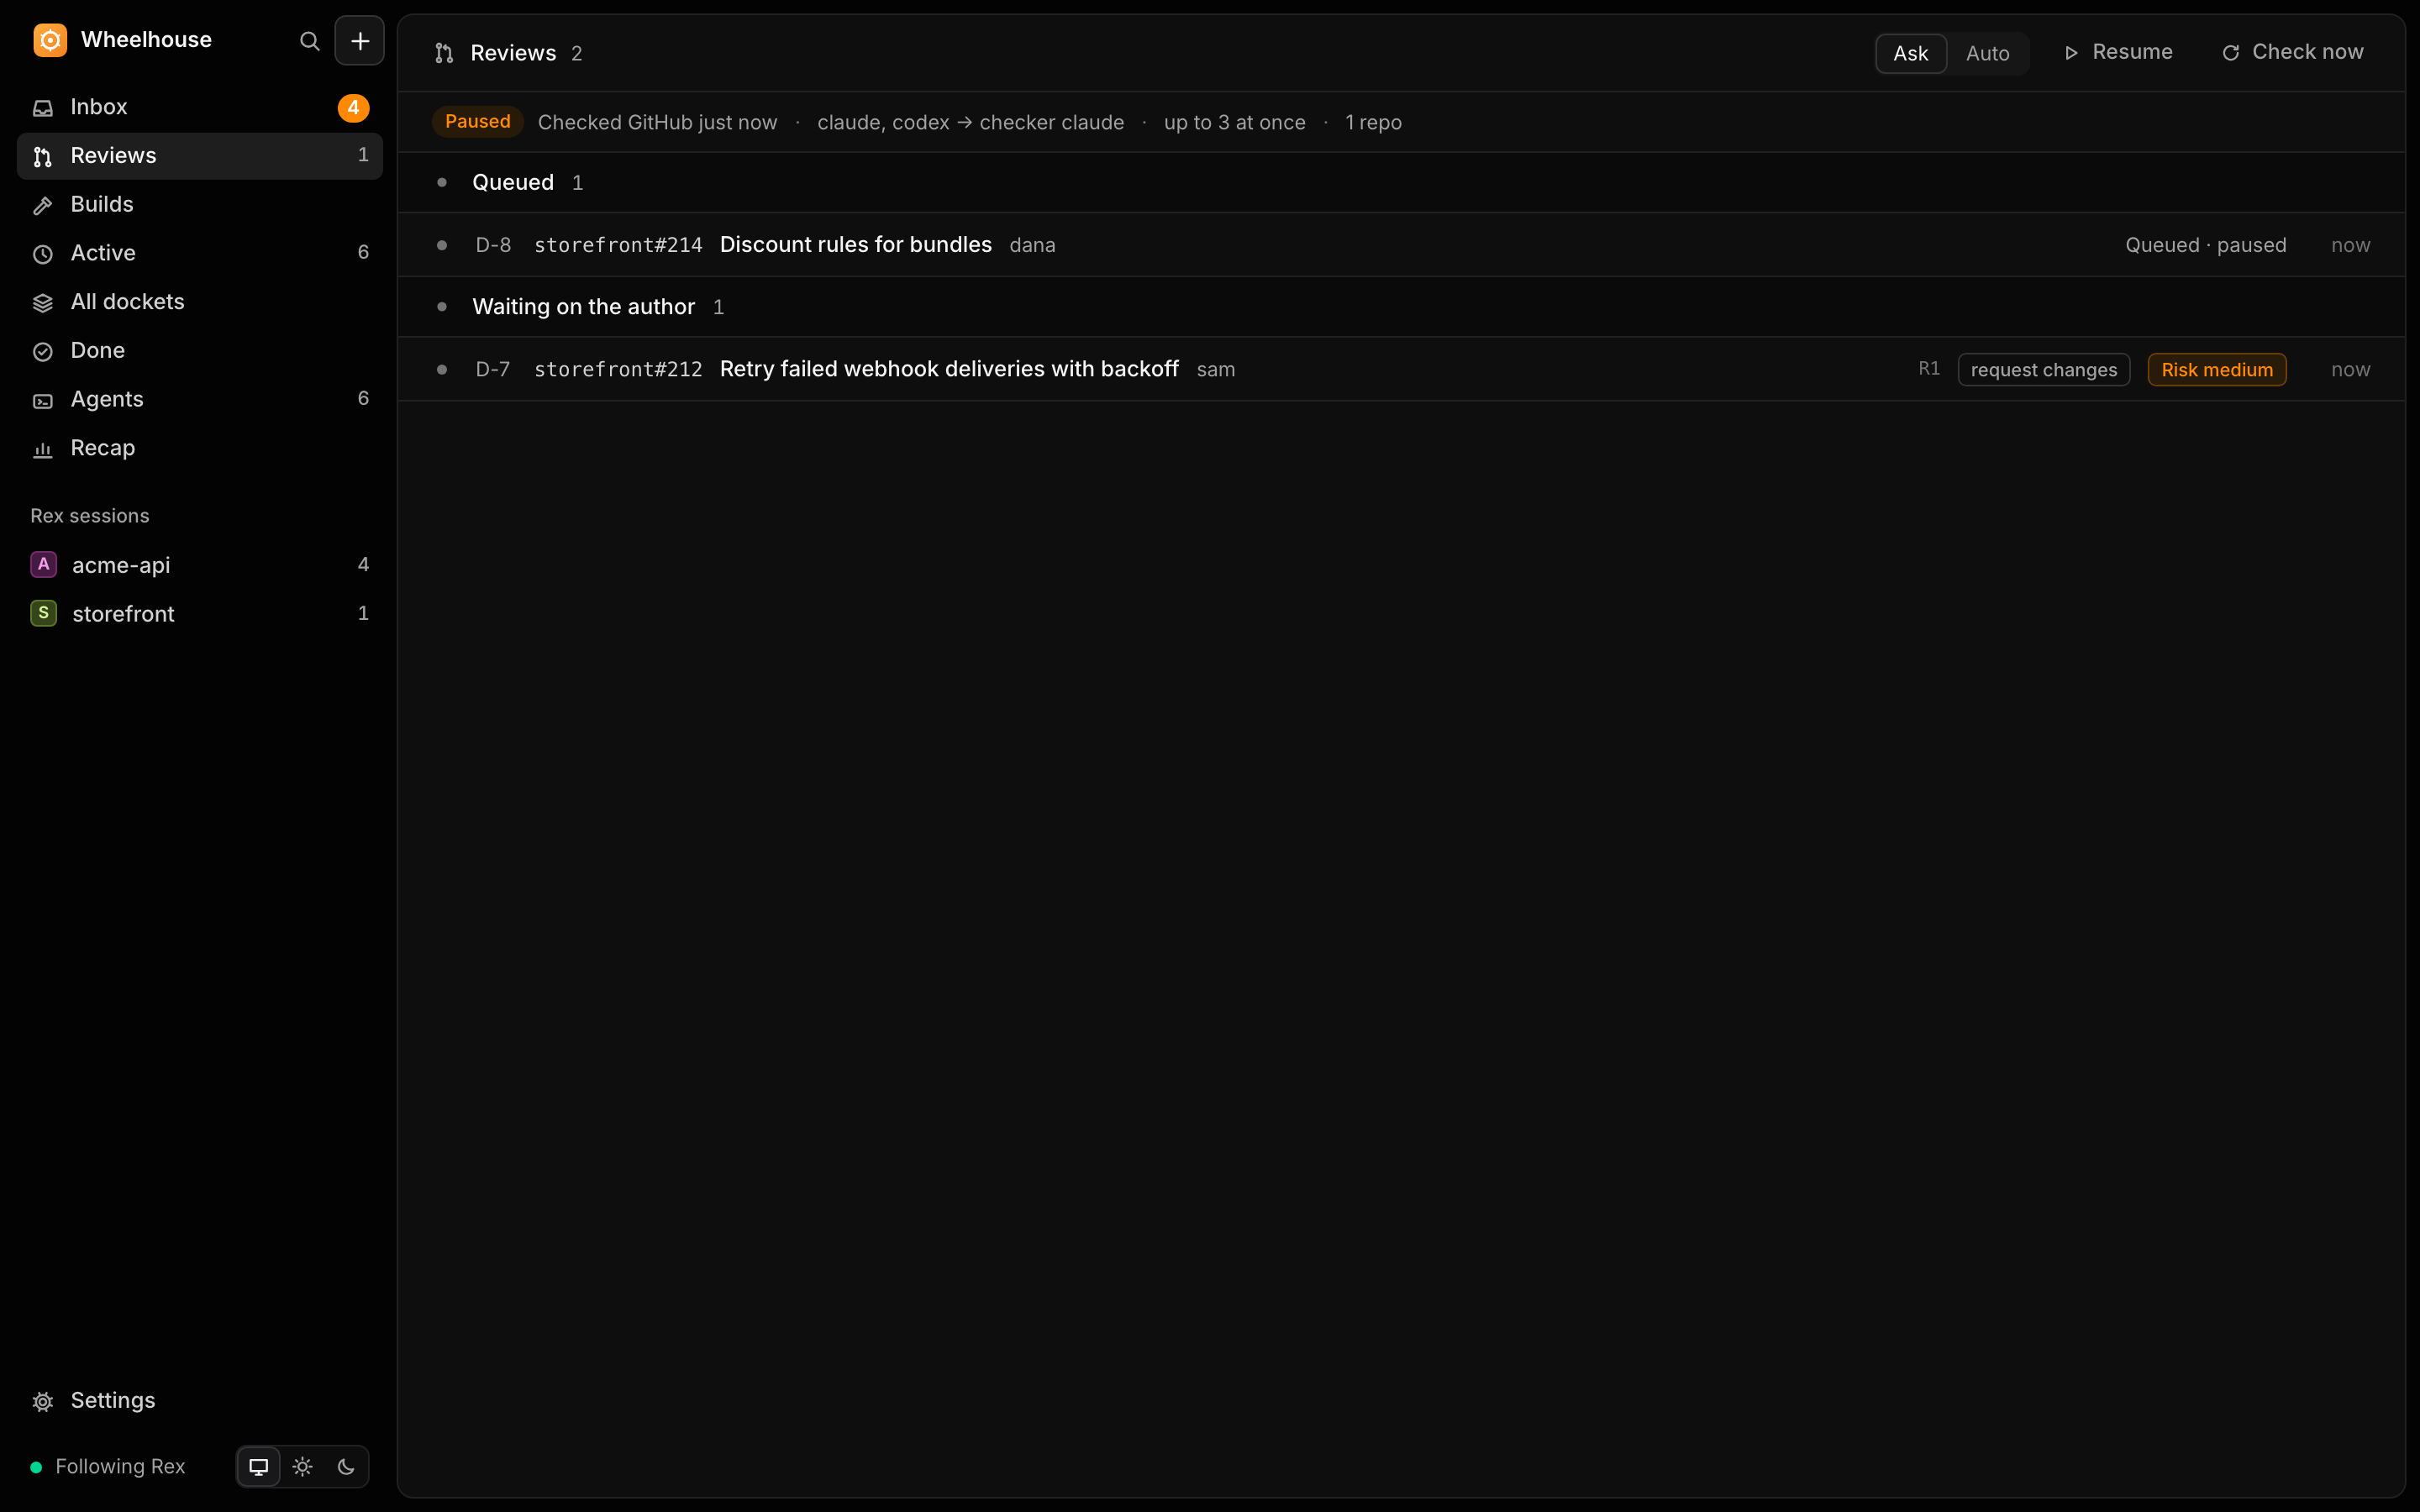 Wheelhouse
Inbox 4
Reviews 1
Builds
Active 6
All dockets
Done
Agents 6
Recap
Rex sessions
A acme-api 4
S storefront 1
Settings
Following Rex
Reviews 2 Ask Auto Resume Check now
Paused Checked GitHub just now · claude, codex → checker claude · up to 3 at once · 1 repo
Queued 1
D-8 storefront#214 Discount rules for bundles dana Queued · paused now
Waiting on the author 1
D-7 storefront#212 Retry failed webhook deliveries with backoff sam R1 request changes Risk medium now